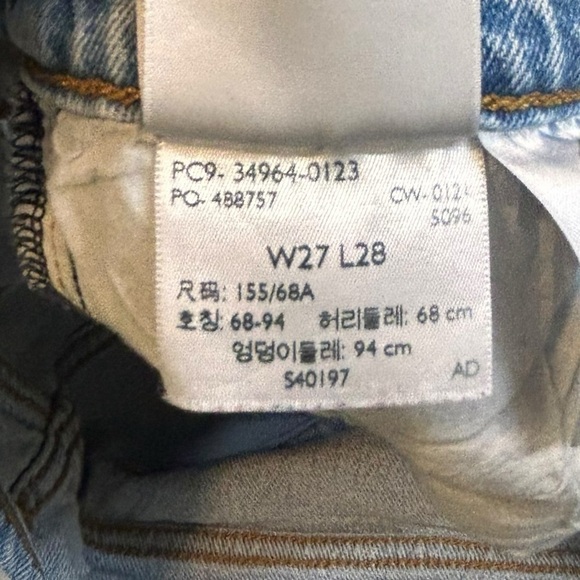 PC9- 34964-0123
PO- 488757 CW- 012
5096
W27 L28
尺码: 155/68A
호칭: 68-94 허리둘레: 68 cm
엉덩이둘레: 94 cm
S40197 AD